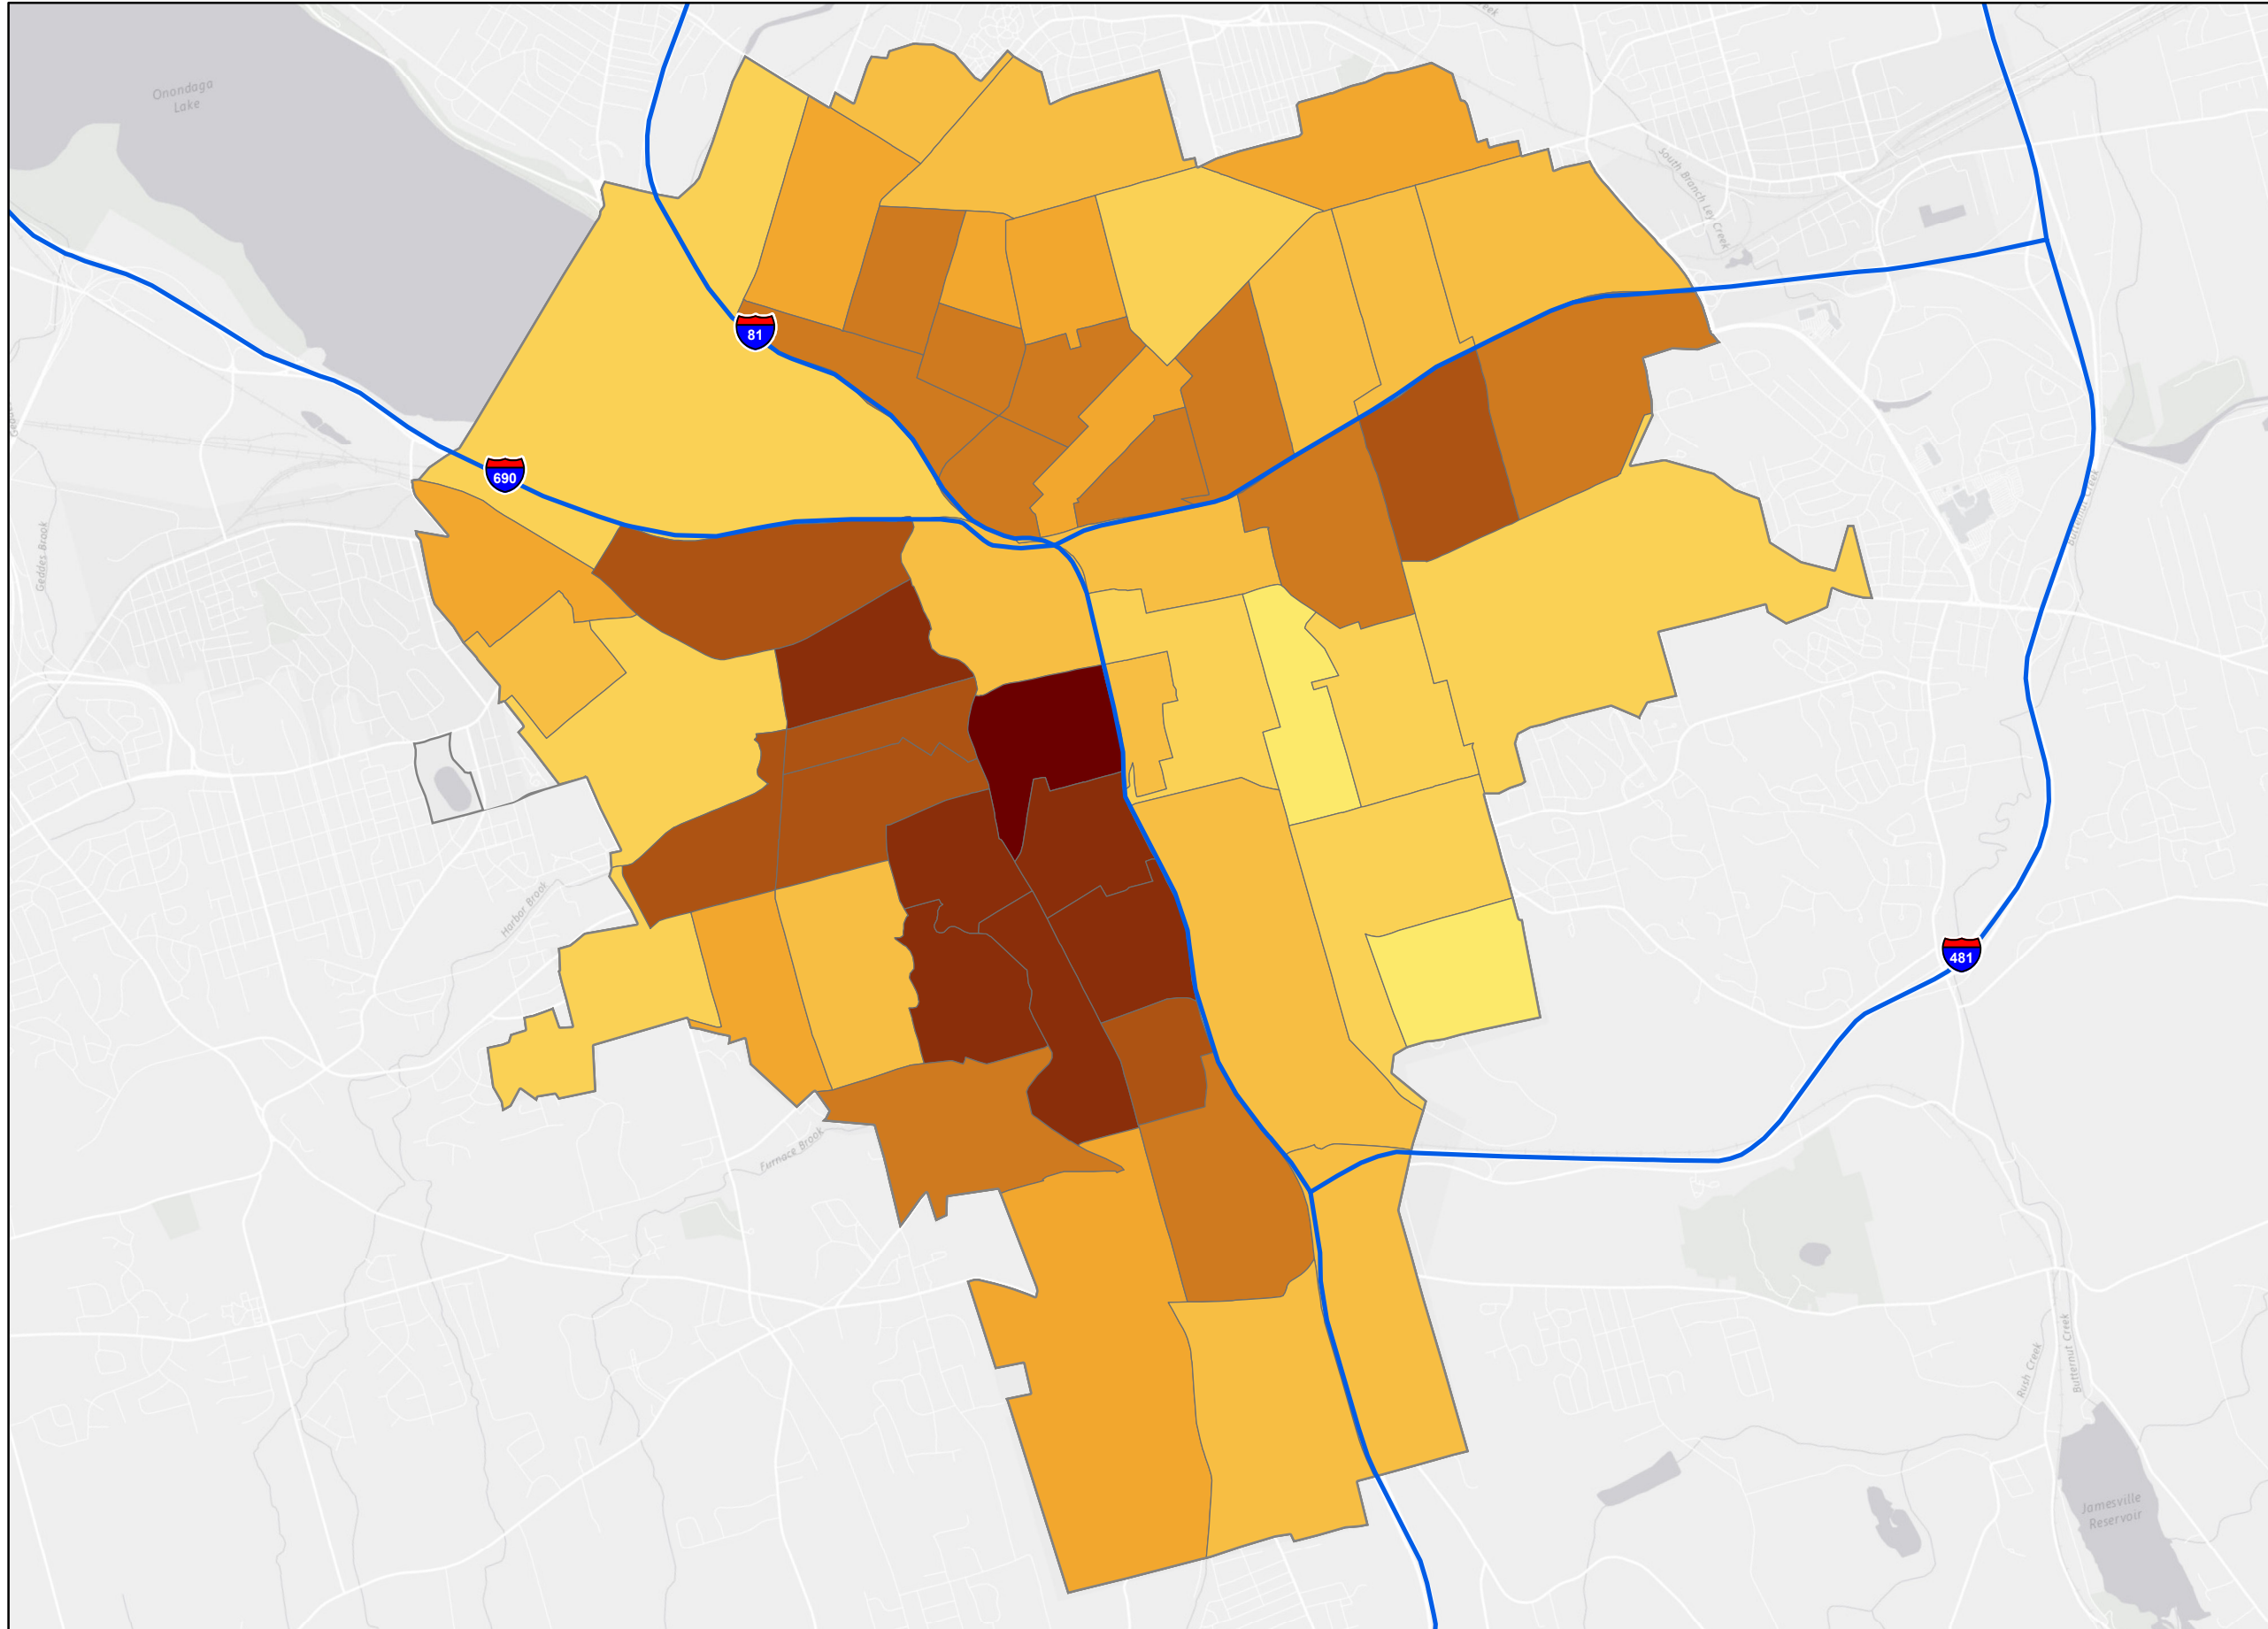 Onondaga
Lake
Creek
South Branch Ley Creek
81
690
Geddes Brook
Harbor Brook
481
Furnace Brook
Rush Creek
Butternut Creek
Jamesville
Reservoir